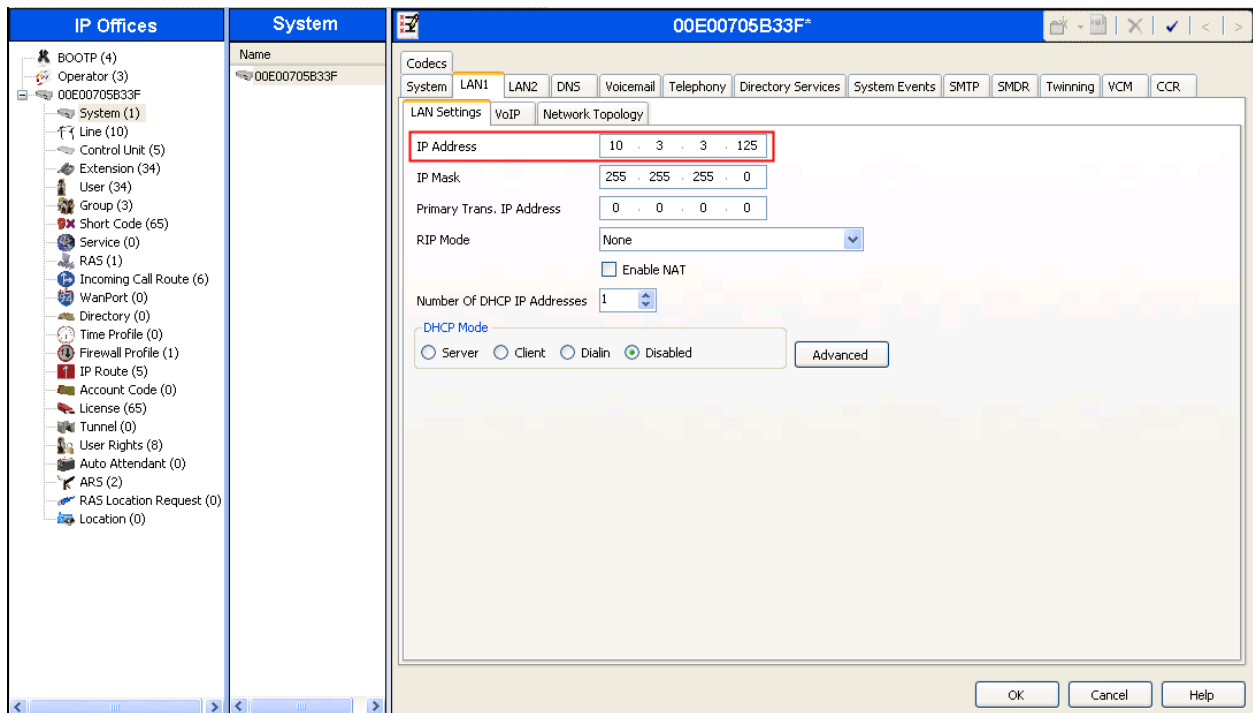 IP Offices
BOOTP (4)
Operator (3)
00E00705B33F
System (1)
Line (10)
Control Unit (5)
Extension (34)
User (34)
Group (3)
Short Code (65)
Service (0)
RAS (1)
Incoming Call Route (6)
WanPort (0)
Directory (0)
Time Profile (0)
Firewall Profile (1)
IP Route (5)
Account Code (0)
License (65)
Tunnel (0)
User Rights (8)
Auto Attendant (0)
ARS (2)
RAS Location Request (0)
Location (0)
System
Name
00E00705B33F
00E00705B33F*
Codecs
System LAN1 LAN2 DNS Voicemail Telephony Directory Services System Events SMTP SMDR Twinning VCM CCR
LAN Settings VoIP Network Topology
IP Address 10 . 3 . 3 . 125
IP Mask 255 . 255 . 255 . 0
Primary Trans. IP Address 0 . 0 . 0 . 0
RIP Mode None
Enable NAT
Number Of DHCP IP Addresses 1
DHCP Mode
Server Client Dialin Disabled Advanced
OK Cancel Help